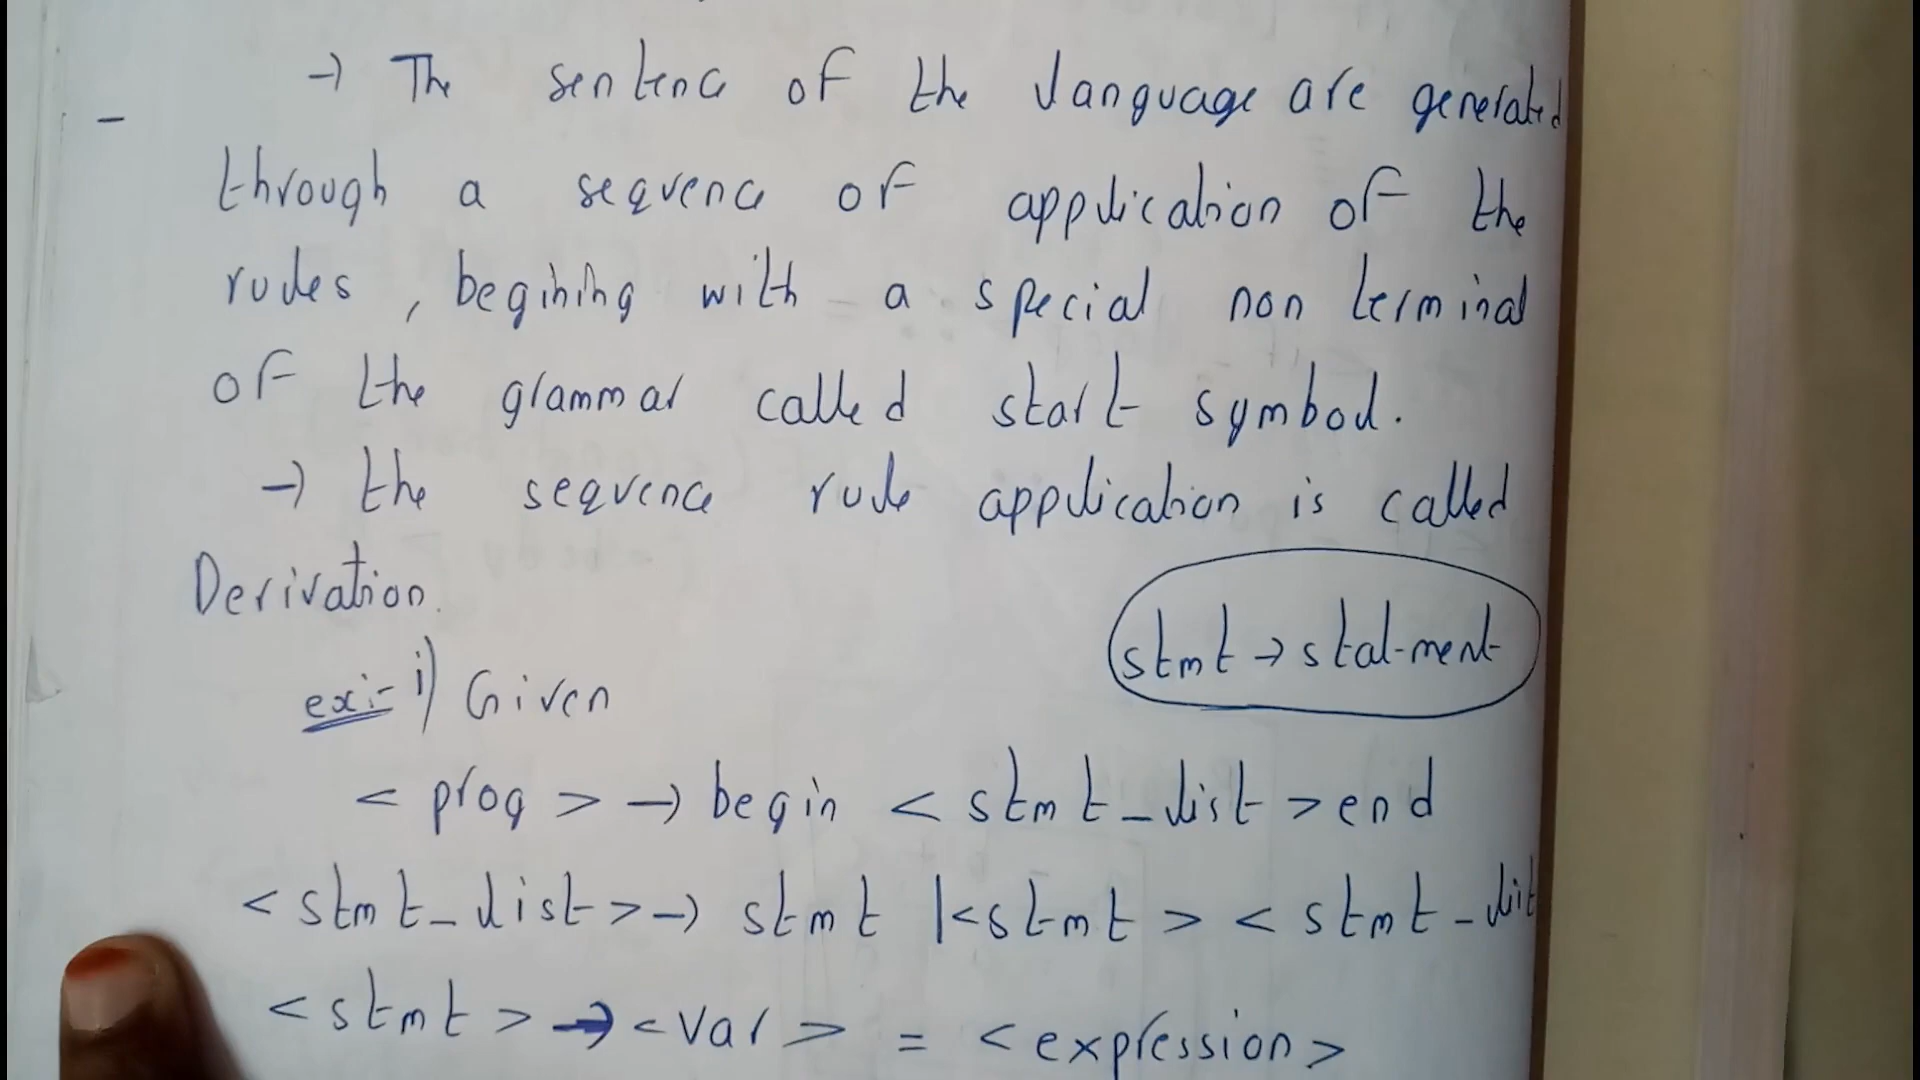 → The sentence of the language are generated
through a sequence of application of the
rules, begining with a special non terminal
of the grammar called start symbol.
→ the sequence rule application is called
Derivation.
stmt → stat-ment
ex:- i) Given
<prog> → begin <stmt_list> end
<stmt_list> → stmt | <stmt> <stmt_list
<stmt> → <var> = <expression>